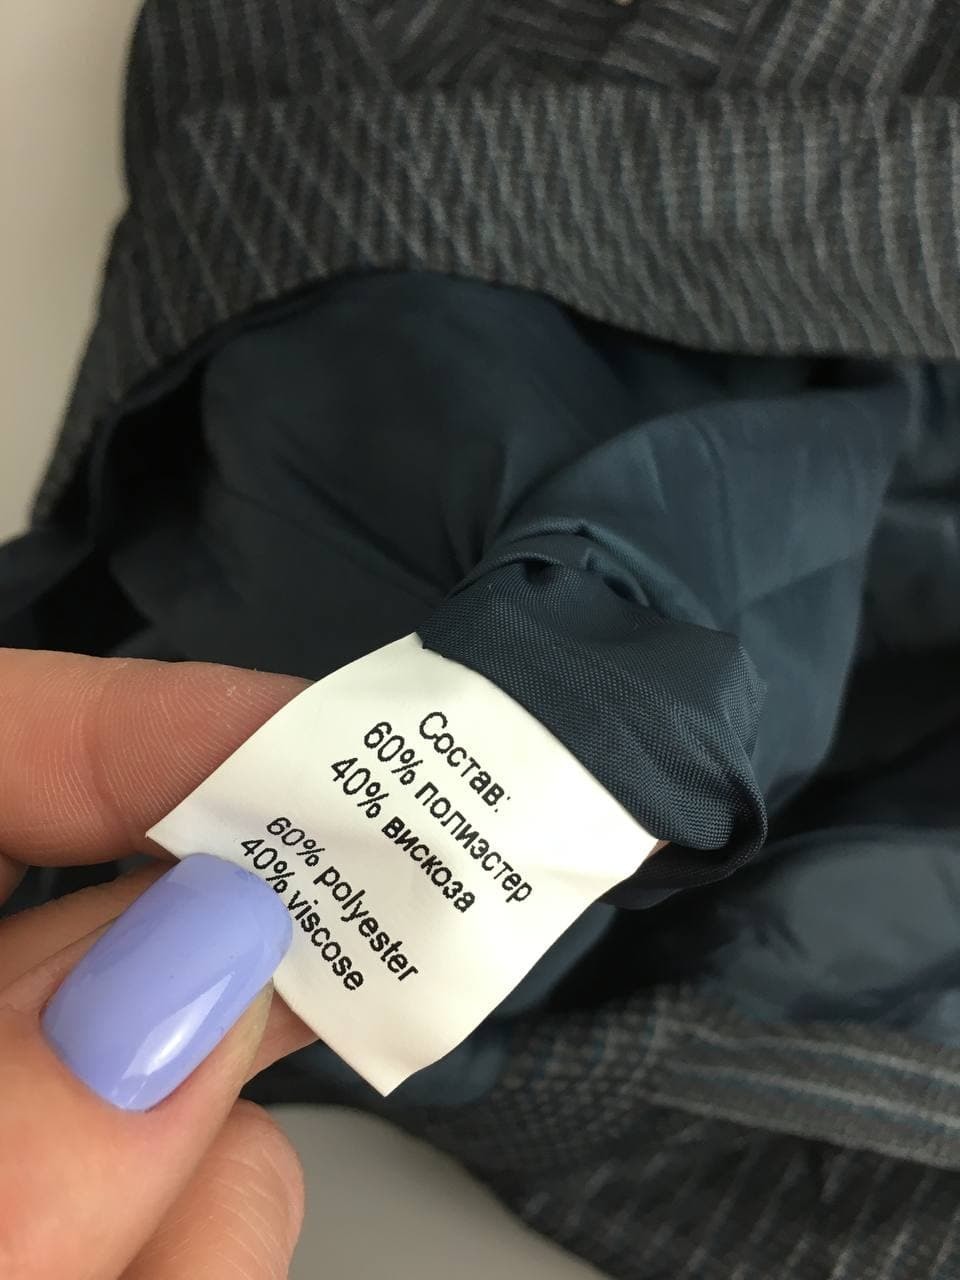 Состав:
60% полиэстер
40% вискоза
60% polyester
40% viscose